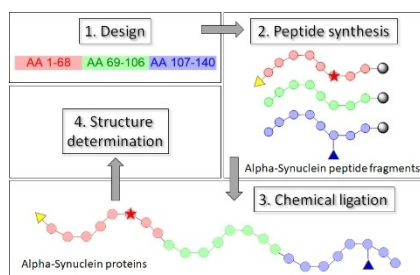 1. Design
AA 1-68 AA 69-106 AA 107-140
2. Peptide synthesis
Alpha-Synuclein peptide fragments
3. Chemical ligation
Alpha-Synuclein proteins
4. Structure
determination